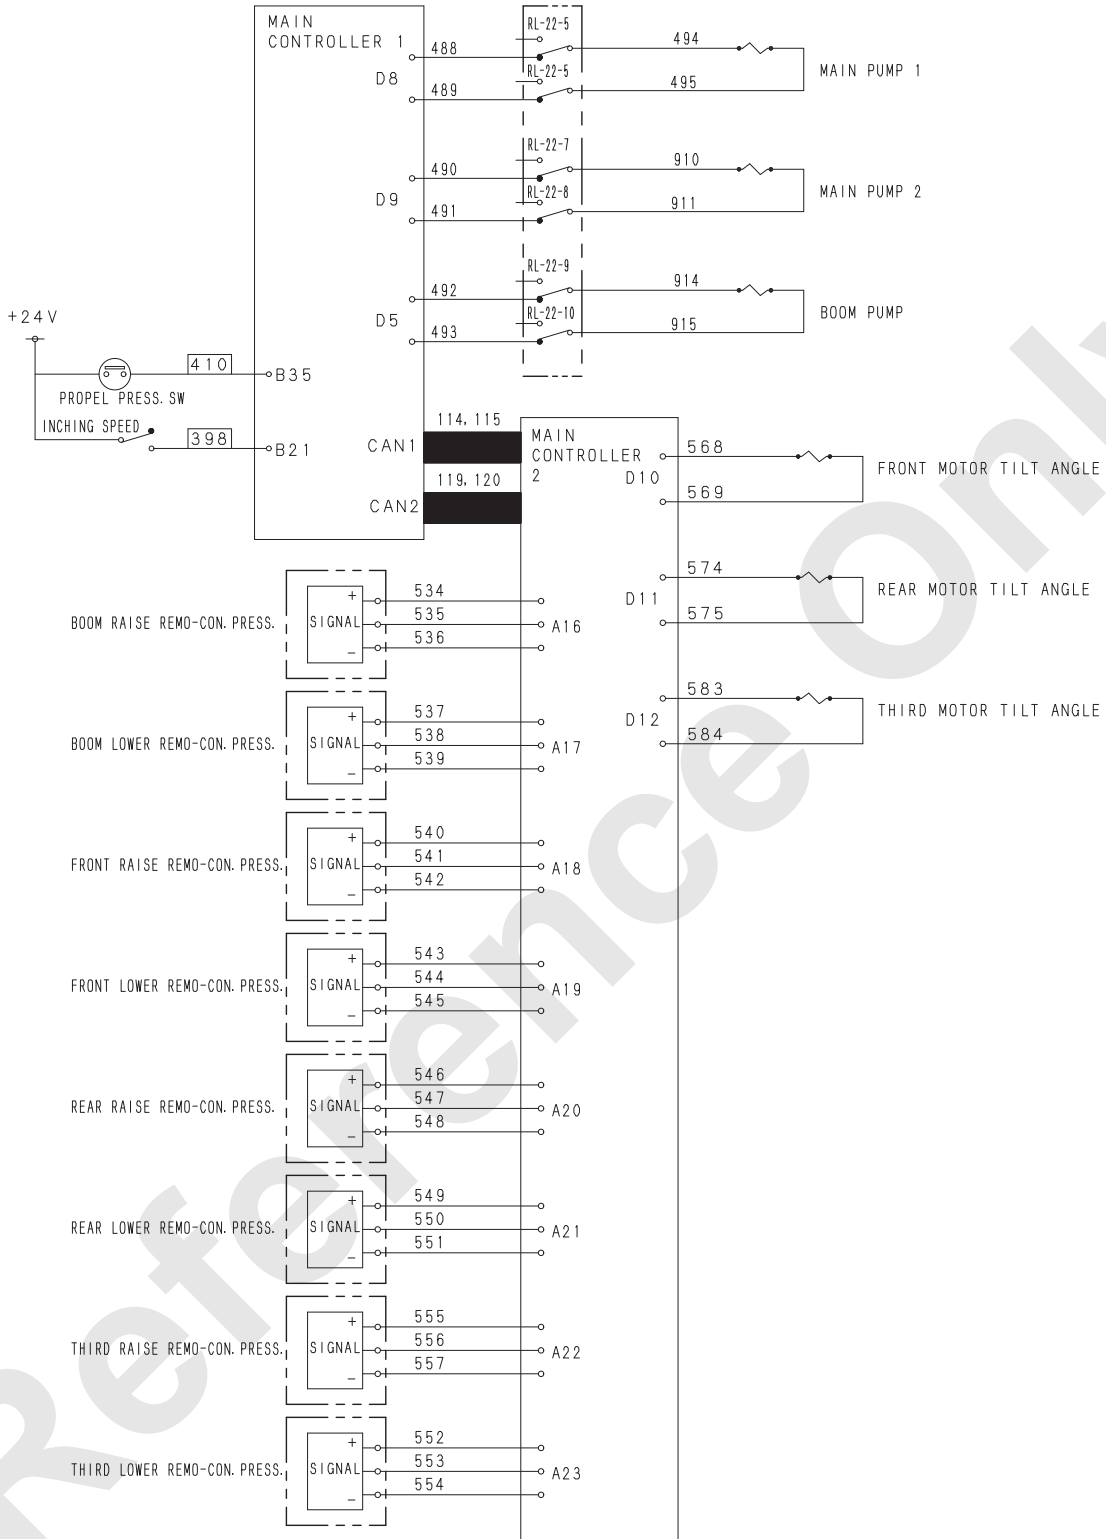 MAIN
CONTROLLER 1
D8
488
489
RL-22-5
RL-22-5
494
495
MAIN PUMP 1
D9
490
491
RL-22-7
RL-22-8
910
911
MAIN PUMP 2
D5
492
493
RL-22-9
RL-22-10
914
915
BOOM PUMP
+24V
410
B35
PROPEL PRESS. SW
INCHING SPEED
398
B21
CAN1
114, 115
CAN2
119, 120
MAIN
CONTROLLER
2
D10
568
569
FRONT MOTOR TILT ANGLE
D11
574
575
REAR MOTOR TILT ANGLE
D12
583
584
THIRD MOTOR TILT ANGLE
BOOM RAISE REMO-CON. PRESS.
+
SIGNAL
-
534
535
536
A16
BOOM LOWER REMO-CON. PRESS.
+
SIGNAL
-
537
538
539
A17
FRONT RAISE REMO-CON. PRESS.
+
SIGNAL
-
540
541
542
A18
FRONT LOWER REMO-CON. PRESS.
+
SIGNAL
-
543
544
545
A19
REAR RAISE REMO-CON. PRESS.
+
SIGNAL
-
546
547
548
A20
REAR LOWER REMO-CON. PRESS.
+
SIGNAL
-
549
550
551
A21
THIRD RAISE REMO-CON. PRESS.
+
SIGNAL
-
555
556
557
A22
THIRD LOWER REMO-CON. PRESS.
+
SIGNAL
-
552
553
554
A23
Reference Only